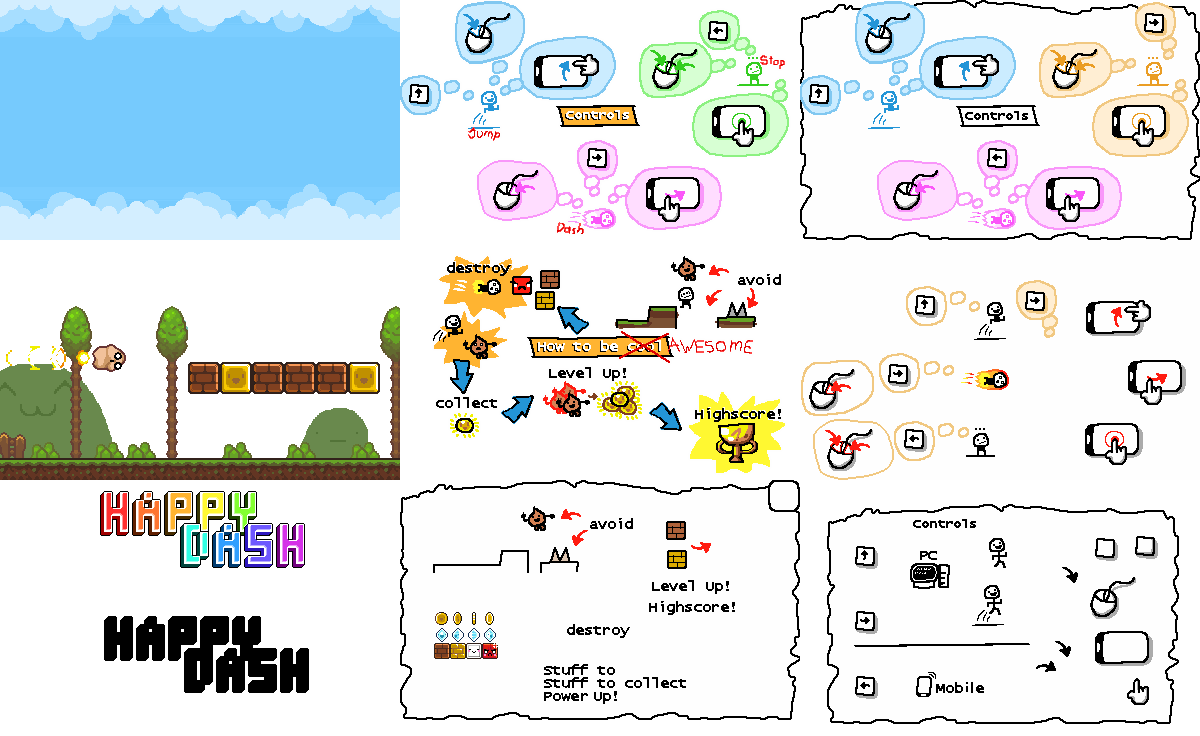 Stop
Controls
Jump
Dash
Controls
destroy
avoid
How to be cool AWESOME
Level Up!
collect
Highscore!
HAPPY
DASH
avoid
Level Up!
Highscore!
destroy
Stuff to
Stuff to collect
Power Up!
Controls
PC
Mobile
HAPPY
DASH